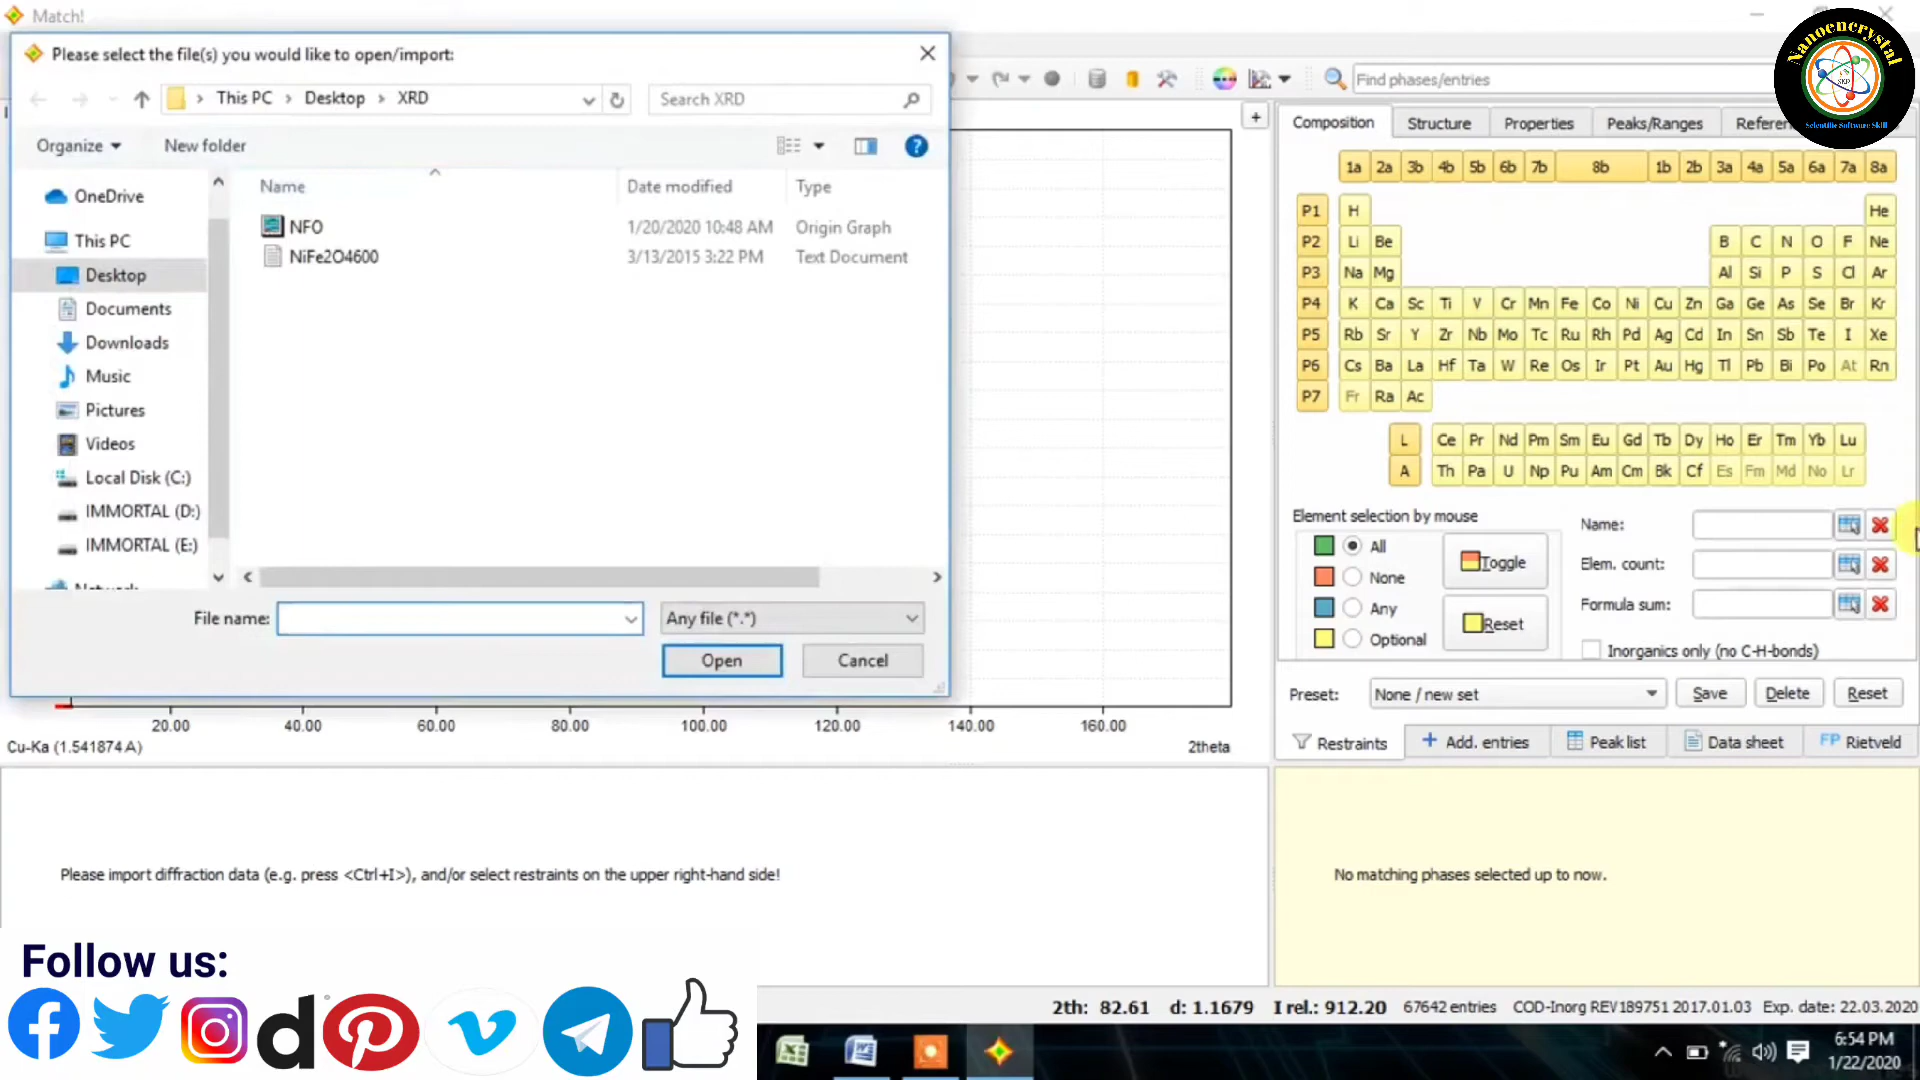 Match!
Please select the file(s) you would like to open/import:
This PC > Desktop > XRD
Search XRD
Organize
New folder
Name
Date modified
Type
NFO
1/20/2020 10:48 AM
Origin Graph
NiFe2O4600
3/13/2015 3:22 PM
Text Document
OneDrive
This PC
Desktop
Documents
Downloads
Music
Pictures
Videos
Local Disk (C:)
IMMORTAL (D:)
IMMORTAL (E:)
Network
File name:
Any file (*.*)
Open
Cancel
20.00 40.00 60.00 80.00 100.00 120.00 140.00 160.00
Cu-Ka (1.541874 A)
2theta
Find phases/entries
Nanoencrystal
SKD
Scientific Software Skill
Composition
Structure
Properties
Peaks/Ranges
1a 2a 3b 4b 5b 6b 7b 8b 1b 2b 3a 4a 5a 6a 7a 8a
P1 H He
P2 Li Be B C N O F Ne
P3 Na Mg Al Si P S Cl Ar
P4 K Ca Sc Ti V Cr Mn Fe Co Ni Cu Zn Ga Ge As Se Br Kr
P5 Rb Sr Y Zr Nb Mo Tc Ru Rh Pd Ag Cd In Sn Sb Te I Xe
P6 Cs Ba La Hf Ta W Re Os Ir Pt Au Hg Tl Pb Bi Po At Rn
P7 Fr Ra Ac
L Ce Pr Nd Pm Sm Eu Gd Tb Dy Ho Er Tm Yb Lu
A Th Pa U Np Pu Am Cm Bk Cf Es Fm Md No Lr
Element selection by mouse
All
None
Any
Optional
Toggle
Reset
Name:
Elem. count:
Formula sum:
Inorganics only (no C-H-bonds)
Preset:
None / new set
Save
Delete
Reset
Restraints
Add. entries
Peak list
Data sheet
FP Rietveld
Please import diffraction data (e.g. press <Ctrl+I>), and/or select restraints on the upper right-hand side!
No matching phases selected up to now.
Follow us:
2th: 82.61 d: 1.1679 I rel.: 912.20 67642 entries COD-Inorg REV189751 2017.01.03 Exp. date: 22.03.2020
6:54 PM
1/22/2020